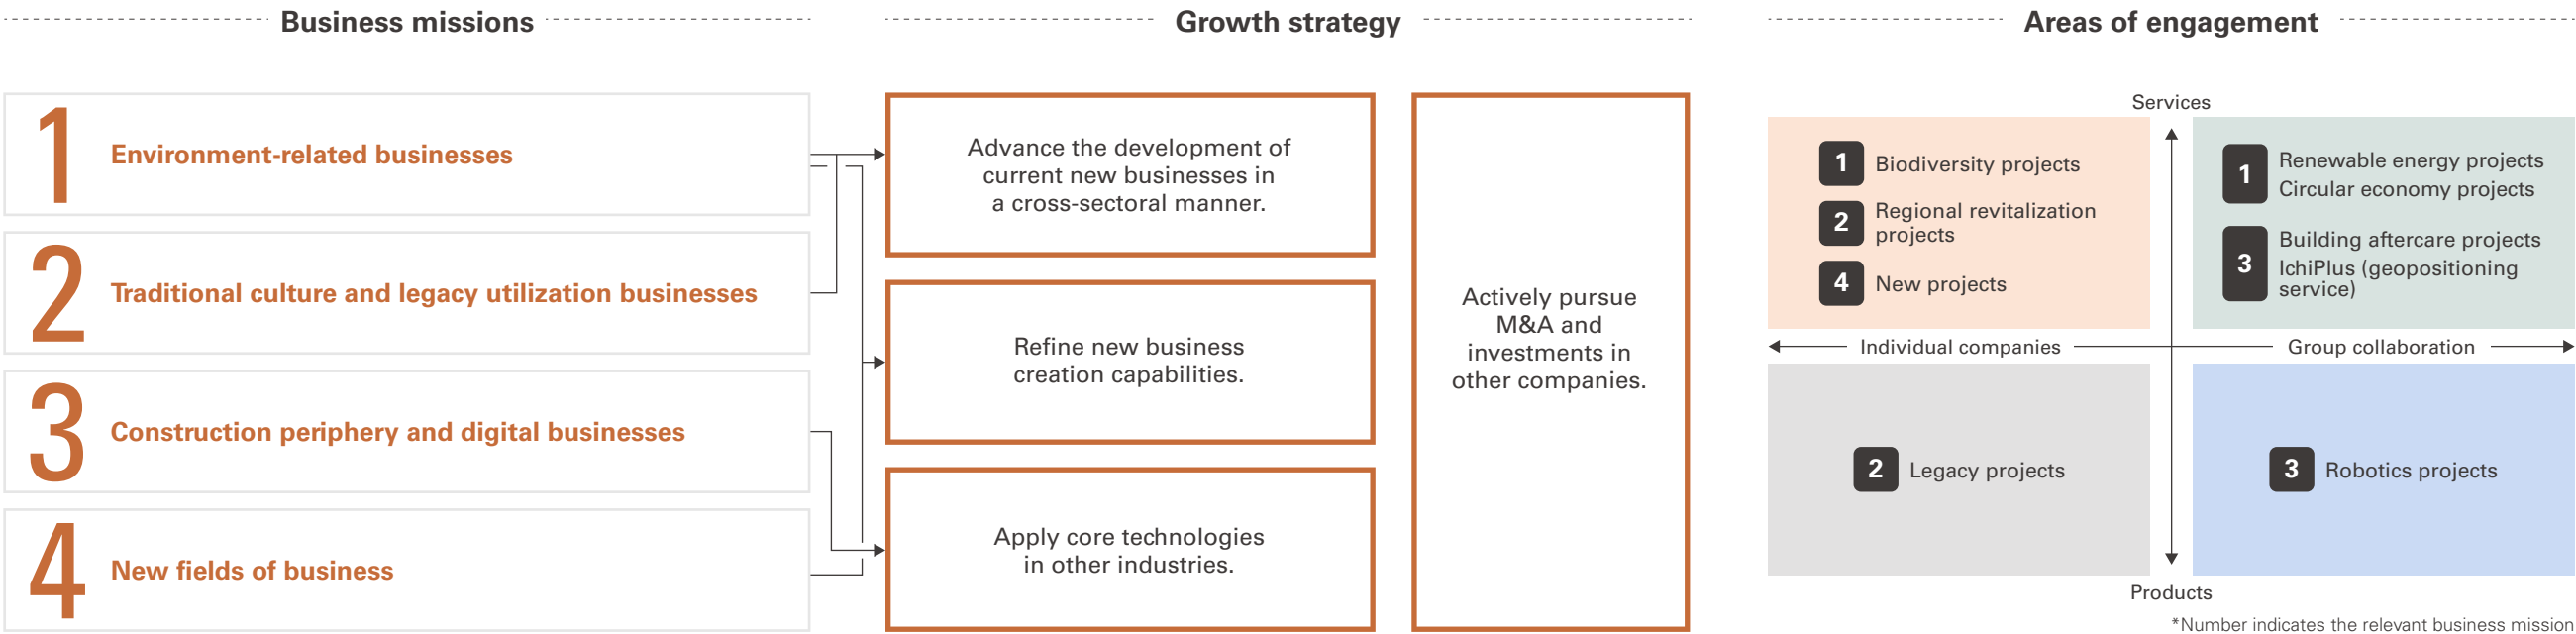 Business missions
1
Environment-related businesses
2
Traditional culture and legacy utilization businesses
3
Construction periphery and digital businesses
4
New fields of business
Growth strategy
Advance the development of
current new businesses in
a cross-sectoral manner.
Refine new business
creation capabilities.
Apply core technologies
in other industries.
Actively pursue
M&A and
investments in
other companies.
Areas of engagement
Services
1
Biodiversity projects
2
Regional revitalization
projects
4
New projects
1
Renewable energy projects
Circular economy projects
3
Building aftercare projects
IchiPlus (geopositioning
service)
Individual companies
Group collaboration
2
Legacy projects
3
Robotics projects
Products
*Number indicates the relevant business mission